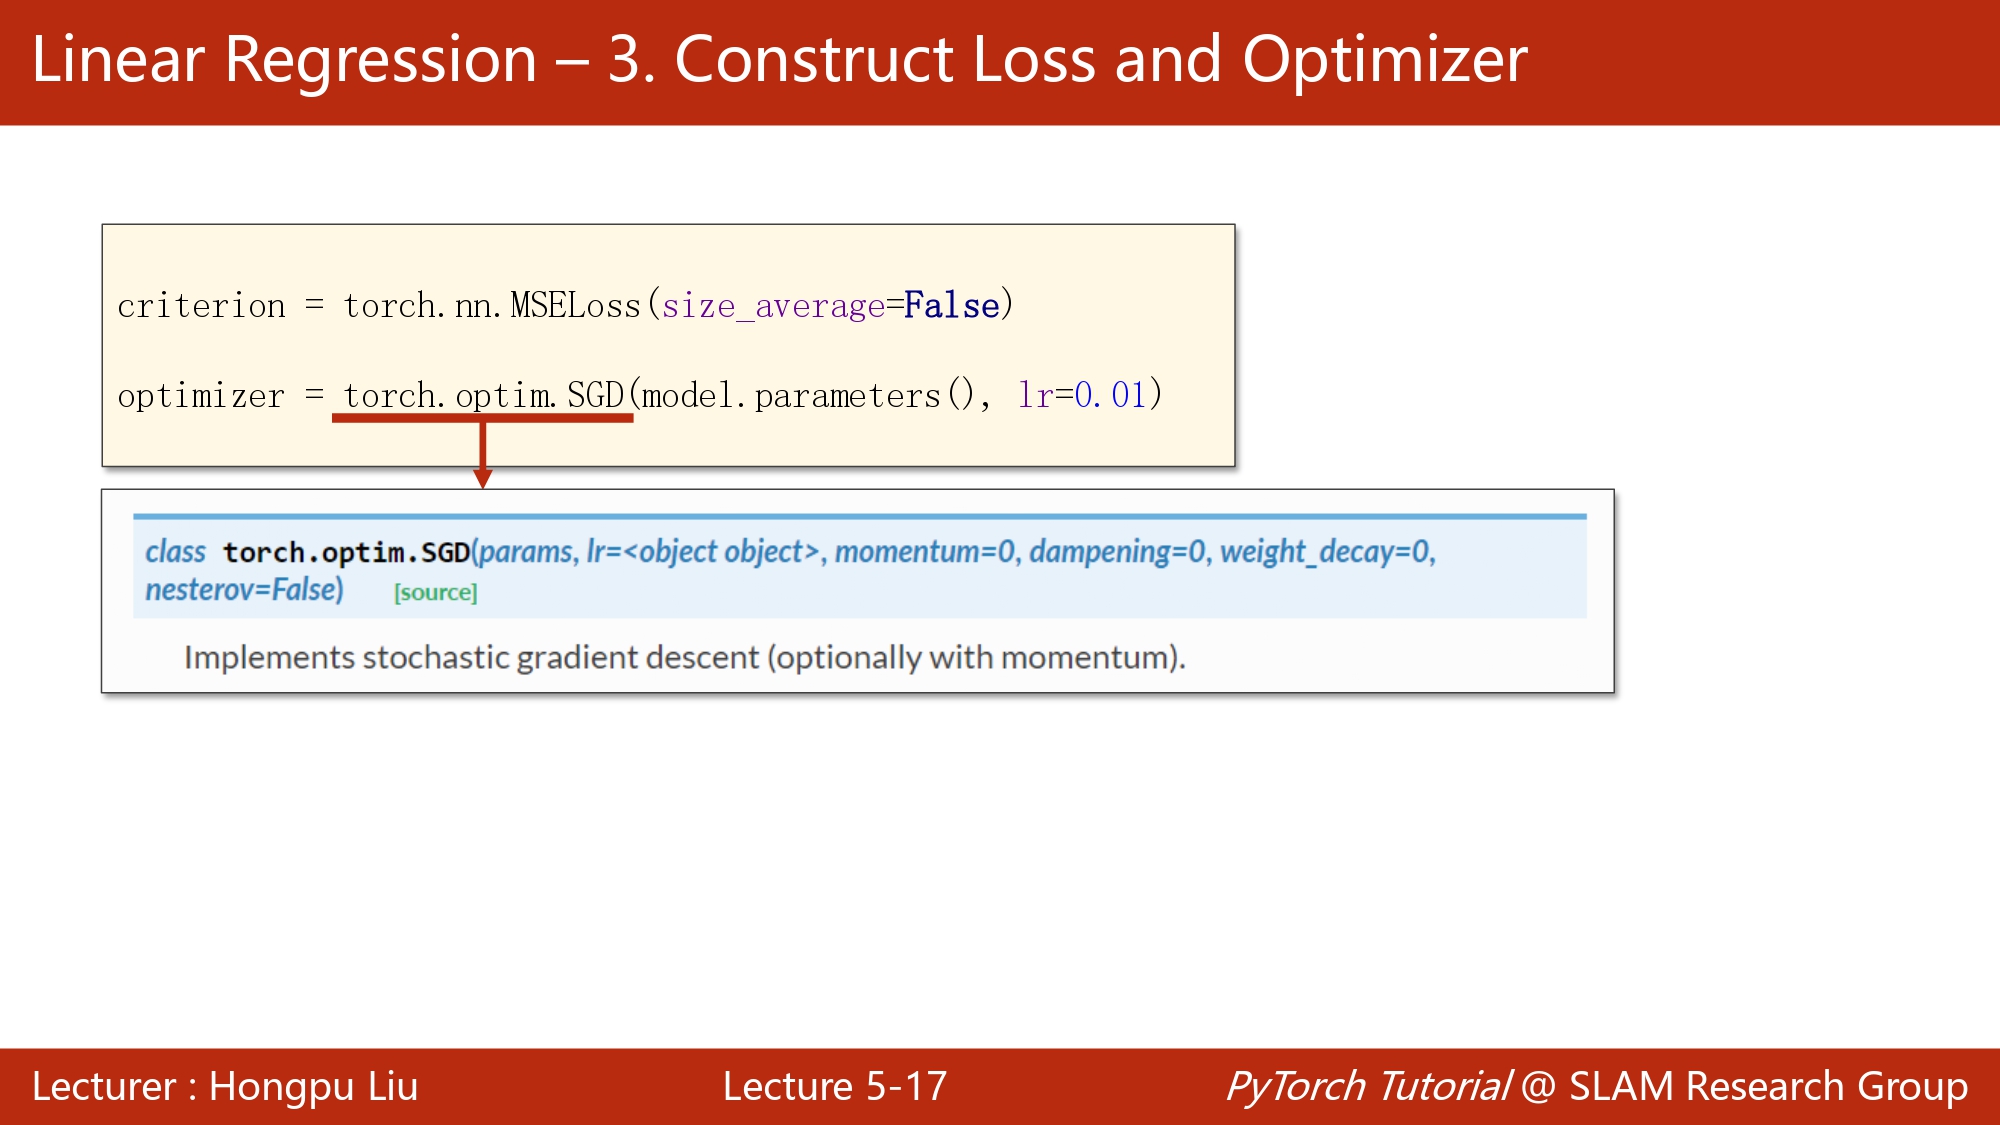 Linear Regression – 3. Construct Loss and Optimizer
criterion = torch.nn.MSELoss(size_average=False)
optimizer = torch.optim.SGD(model.parameters(), lr=0.01)
class torch.optim.SGD(params, lr=<object object>, momentum=0, dampening=0, weight_decay=0,
nesterov=False) [source]
Implements stochastic gradient descent (optionally with momentum).
Lecturer : Hongpu Liu
Lecture 5-17
PyTorch Tutorial @ SLAM Research Group